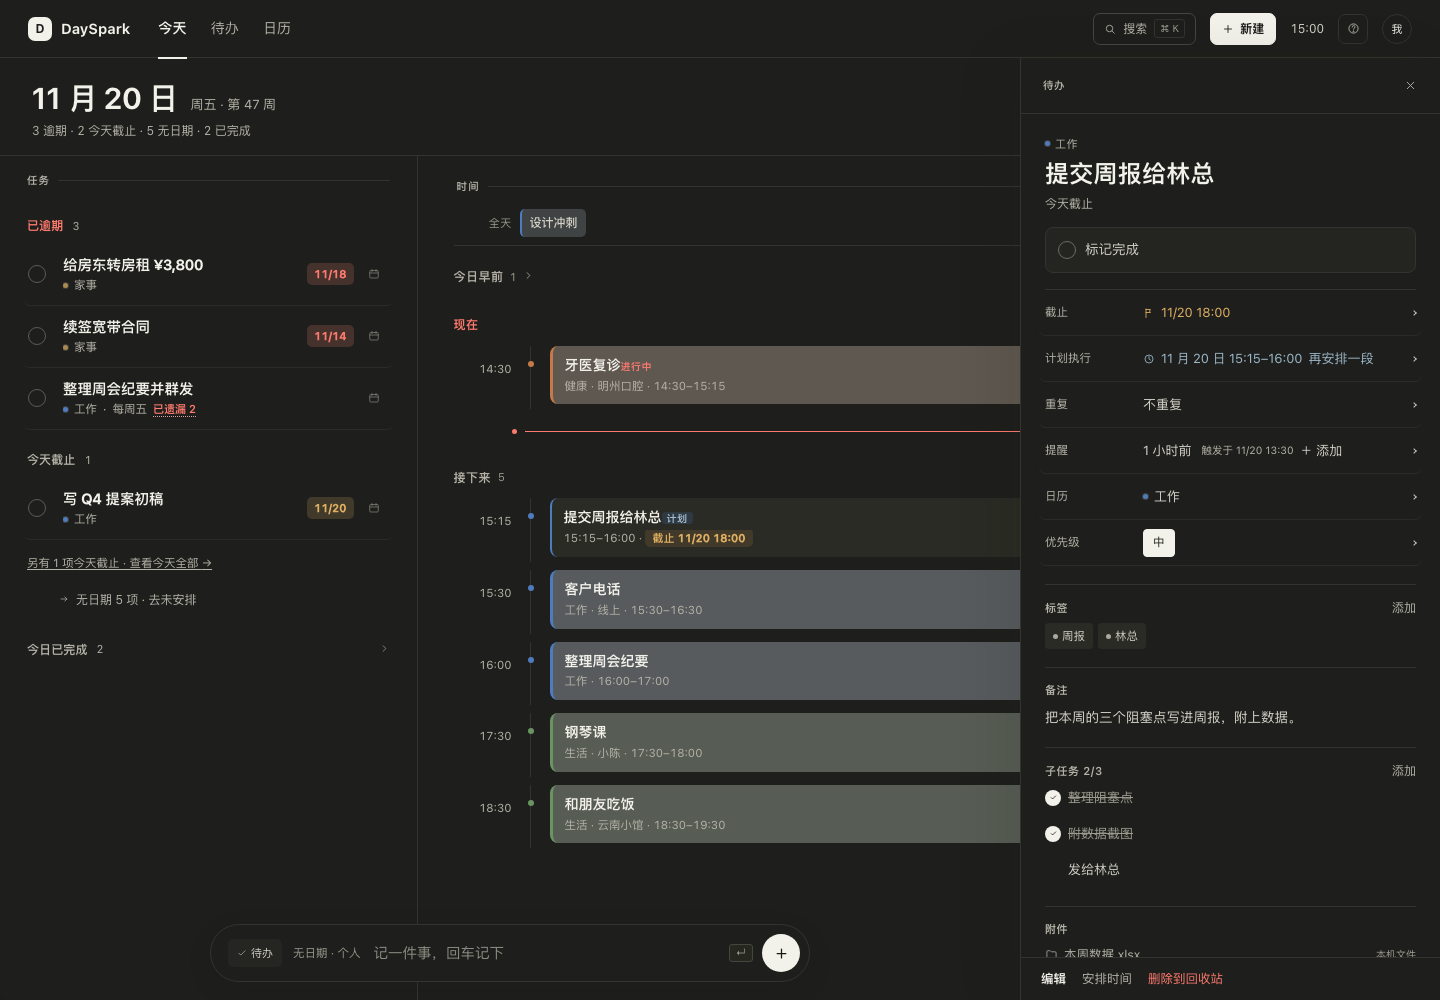 D DaySpark 今天 待办 日历 搜索 ⌘ K + 新建 15:00 我
11 月 20 日 周五 · 第 47 周
3 逾期 · 2 今天截止 · 5 无日期 · 2 已完成
任务
已逾期 3
给房东转房租 ¥3,800
家事
11/18
续签宽带合同
家事
11/14
整理周会纪要并群发
工作 · 每周五 已遗漏 2
今天截止 1
写 Q4 提案初稿
工作
11/20
另有 1 项今天截止 · 查看今天全部 →
→ 无日期 5 项 · 去未安排
今日已完成 2
时间
全天 设计冲刺
今日早前 1
现在
14:30
牙医复诊进行中
健康 · 明州口腔 · 14:30–15:15
接下来 5
15:15
提交周报给林总 计划
15:15–16:00 · 截止 11/20 18:00
15:30
客户电话
工作 · 线上 · 15:30–16:30
16:00
整理周会纪要
工作 · 16:00–17:00
17:30
钢琴课
生活 · 小陈 · 17:30–18:00
18:30
和朋友吃饭
生活 · 云南小馆 · 18:30–19:30
待办 无日期 · 个人 记一件事，回车记下
待办
工作
提交周报给林总
今天截止
标记完成
截止 11/20 18:00
计划执行 11 月 20 日 15:15–16:00 再安排一段
重复 不重复
提醒 1 小时前 触发于 11/20 13:30 + 添加
日历 工作
优先级 中
标签 添加
周报 林总
备注
把本周的三个阻塞点写进周报，附上数据。
子任务 2/3 添加
整理阻塞点
附数据截图
发给林总
附件
本周数据.xlsx 本机文件
编辑 安排时间 删除到回收站